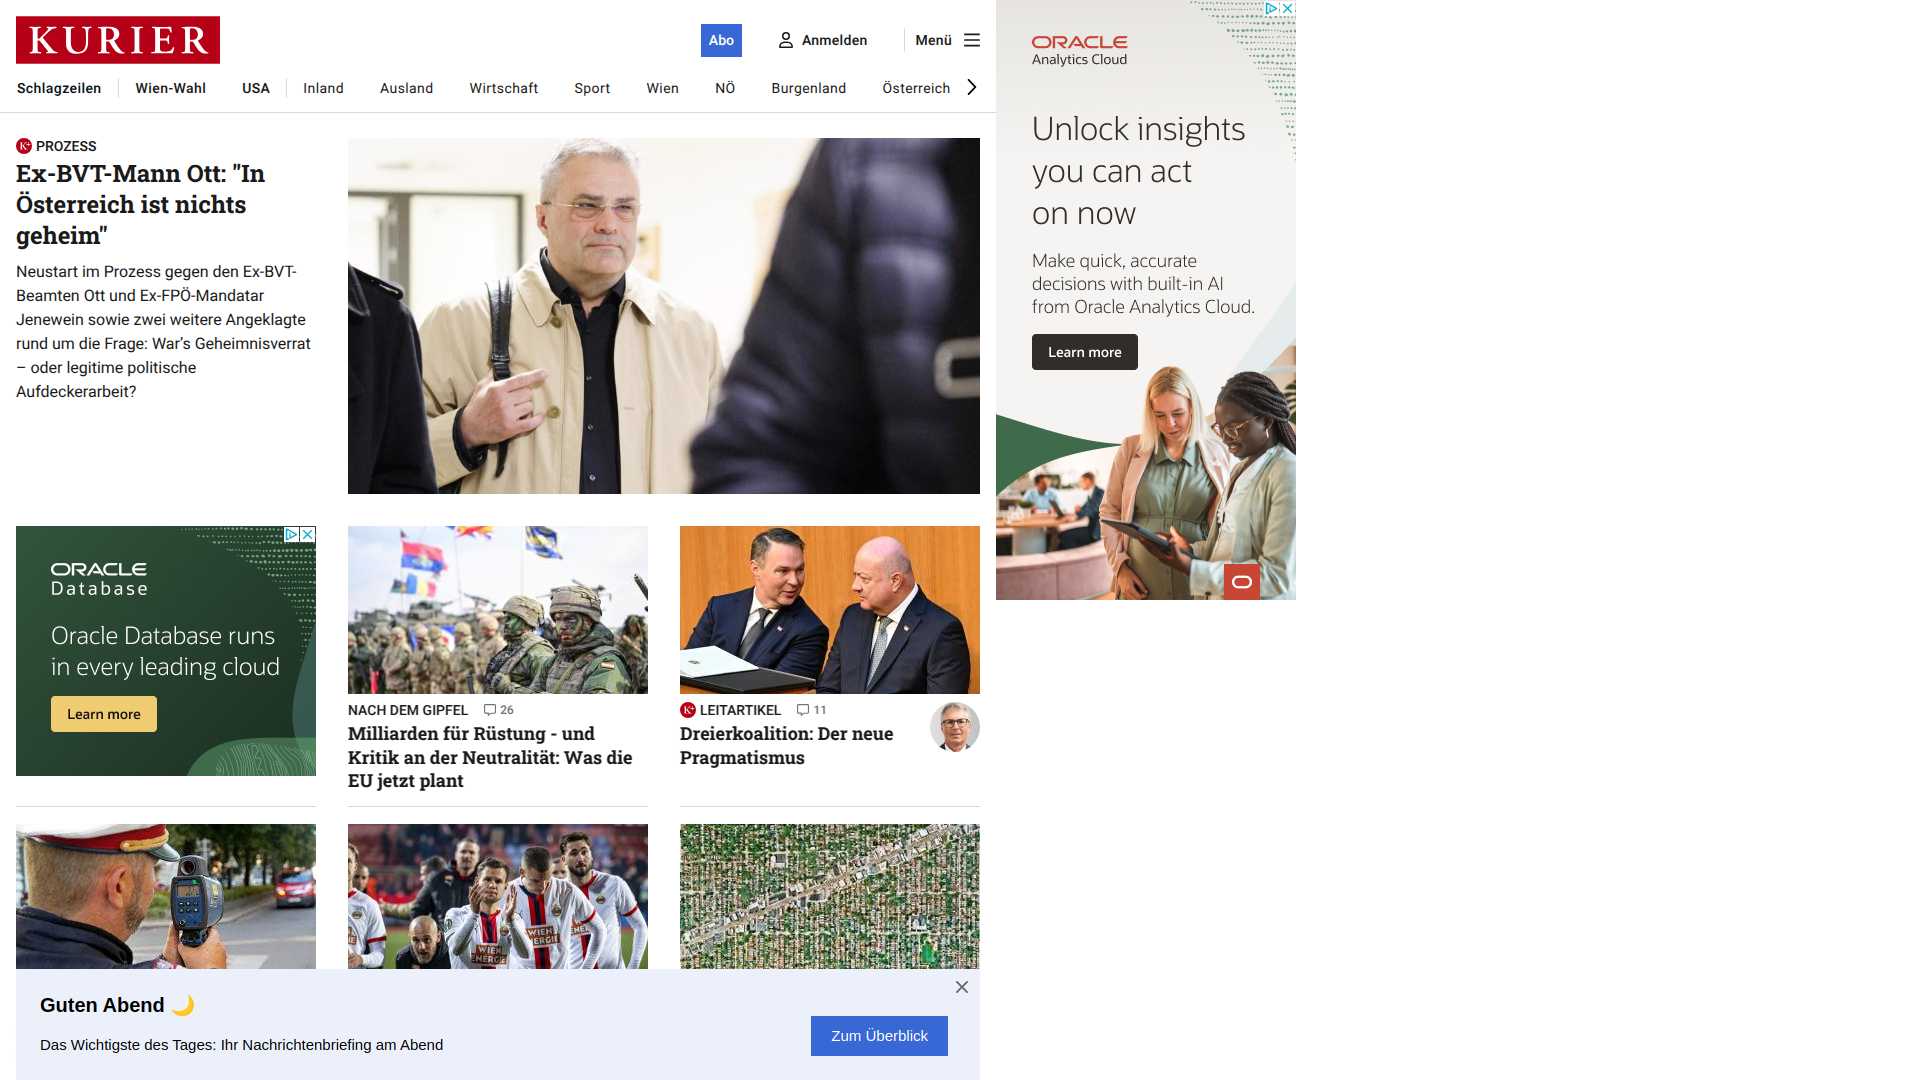 KURIER
Abo
Anmelden
Menü
Schlagzeilen
Wien-Wahl
USA
Inland
Ausland
Wirtschaft
Sport
Wien
NÖ
Burgenland
Österreich
K+ PROZESS
Ex-BVT-Mann Ott: "In
Österreich ist nichts
geheim"
Neustart im Prozess gegen den Ex-BVT-
Beamten Ott und Ex-FPÖ-Mandatar
Jenewein sowie zwei weitere Angeklagte
rund um die Frage: War's Geheimnisverrat
– oder legitime politische
Aufdeckerarbeit?
ORACLE
Analytics Cloud
Unlock insights
you can act
on now
Make quick, accurate
decisions with built-in AI
from Oracle Analytics Cloud.
Learn more
ORACLE
Database
Oracle Database runs
in every leading cloud
Learn more
NACH DEM GIPFEL 26
Milliarden für Rüstung - und
Kritik an der Neutralität: Was die
EU jetzt plant
K+ LEITARTIKEL 11
Dreierkoalition: Der neue
Pragmatismus
WIEN
ENERGIE
WIEN
ENERGIE
Guten Abend 🌙
Das Wichtigste des Tages: Ihr Nachrichtenbriefing am Abend
Zum Überblick